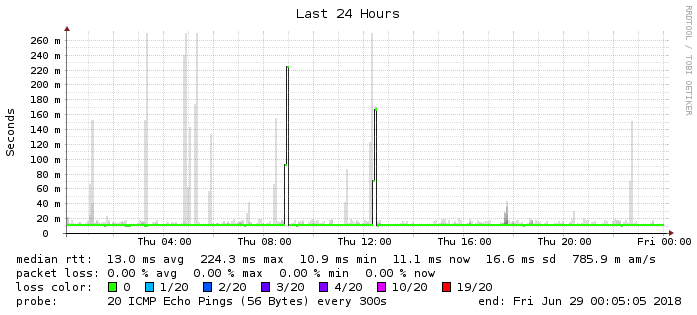 Last 24 Hours
RRDTOOL / TOBI OETIKER
Seconds
260 m
240 m
220 m
200 m
180 m
160 m
140 m
120 m
100 m
80 m
60 m
40 m
20 m
0
Thu 04:00 Thu 08:00 Thu 12:00 Thu 16:00 Thu 20:00 Fri 00:00
median rtt: 13.0 ms avg 224.3 ms max 10.9 ms min 11.1 ms now 16.6 ms sd 785.9 m am/s
packet loss: 0.00 % avg 0.00 % max 0.00 % min 0.00 % now
loss color: 0 1/20 2/20 3/20 4/20 10/20 19/20
probe: 20 ICMP Echo Pings (56 Bytes) every 300s end: Fri Jun 29 00:05:05 2018